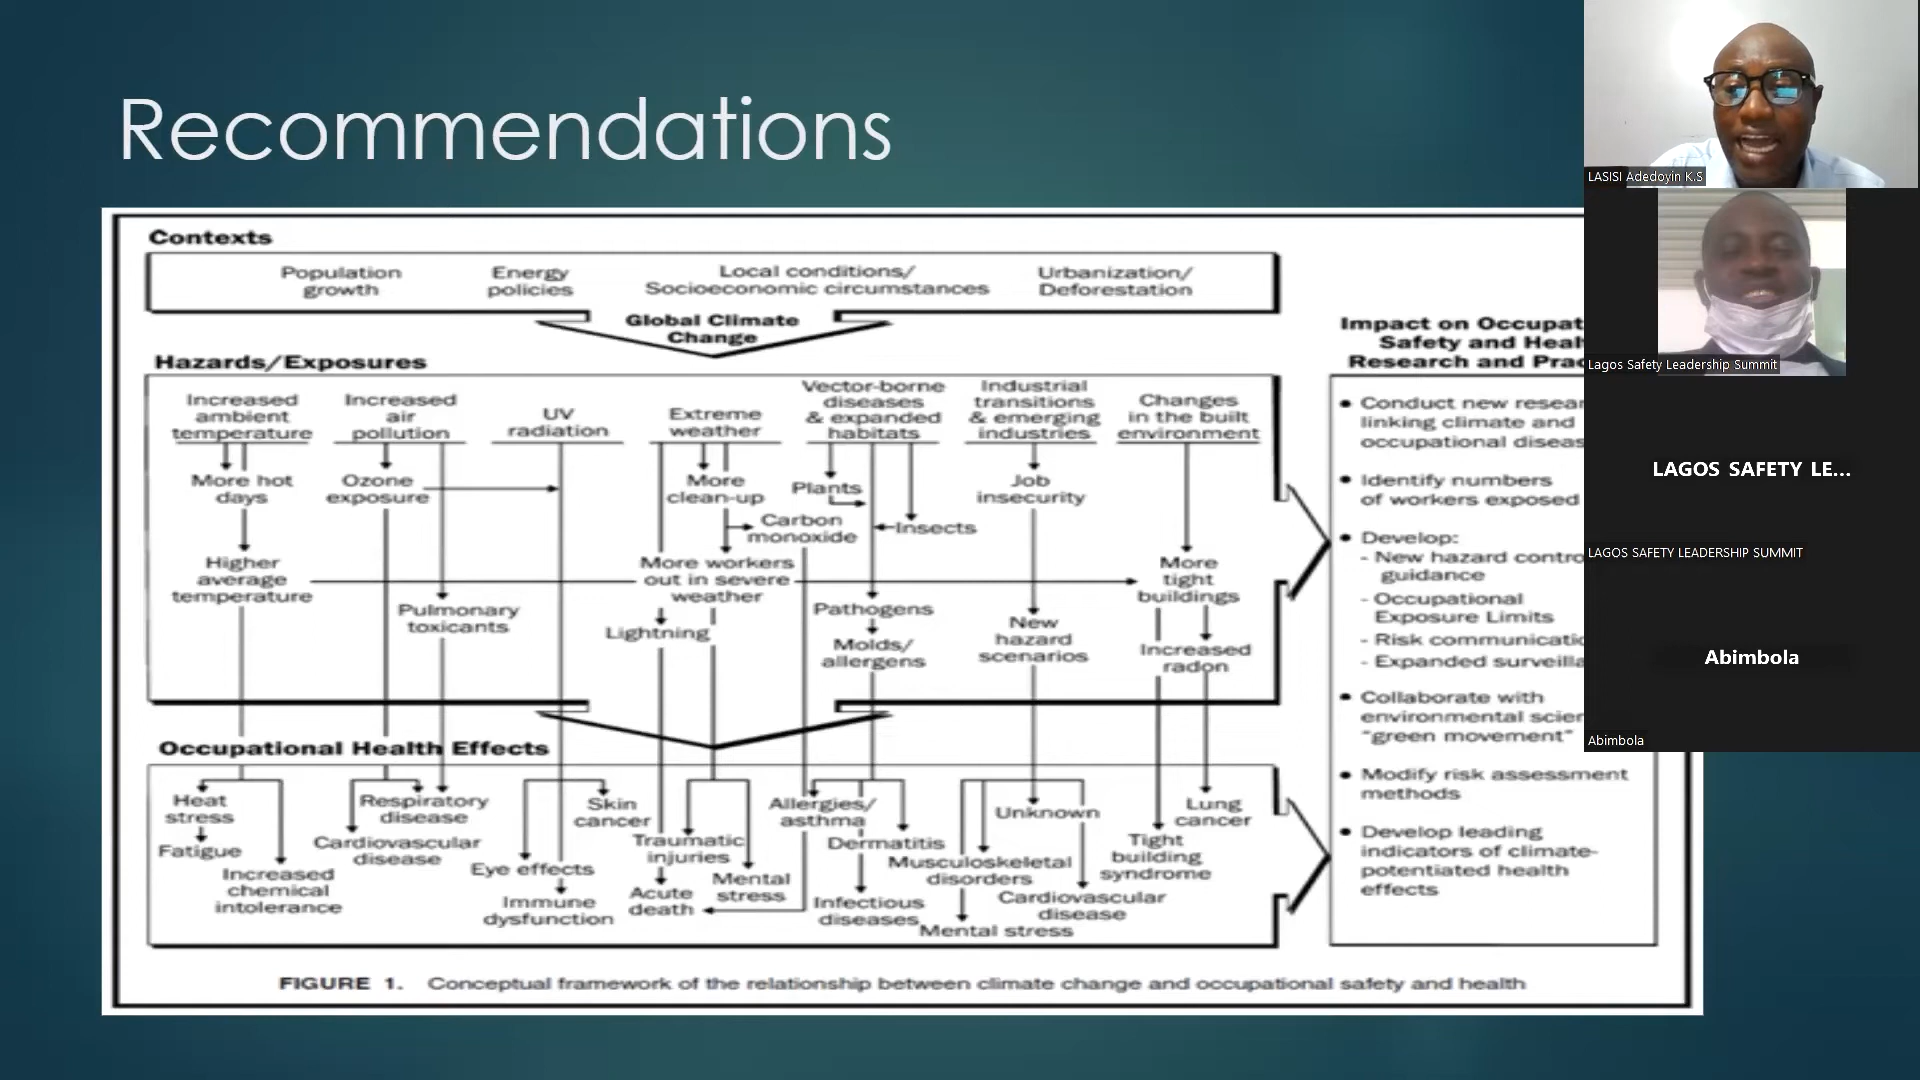 Recommendations
Contexts
Population
growth
Energy
policies
Local conditions/
Socioeconomic circumstances
Urbanization/
Deforestation
Global Climate
Change
Hazards/Exposures
Increased
ambient
temperature
Increased
air
pollution
UV
radiation
Extreme
weather
Vector-borne
diseases
& expanded
habitats
Industrial
transitions
& emerging
industries
Changes
in the built
environment
More hot
days
Ozone
exposure
More
clean-up
Plants
Carbon
monoxide
Insects
Job
insecurity
Higher
average
temperature
Pulmonary
toxicants
More workers
out in severe
weather
Lightning
Pathogens
Molds/
allergens
New
hazard
scenarios
More
tight
buildings
Increased
radon
Occupational Health Effects
Heat
stress
Fatigue
Increased
chemical
intolerance
Respiratory
disease
Cardiovascular
disease
Skin
cancer
Eye effects
Immune
dysfunction
Traumatic
injuries
Acute
death
Mental
stress
Allergies/
asthma
Dermatitis
Infectious
diseases
Musculoskeletal
disorders
Mental stress
Unknown
Cardiovascular
disease
Tight
building
syndrome
Lung
cancer
Impact on Occupat
Safety and Heal
Research and Prac
• Conduct new resear
linking climate and
occupational diseas
• Identify numbers
of workers exposed
• Develop:
- New hazard contro
guidance
- Occupational
Exposure Limits
- Risk communicatio
- Expanded surveilla
• Collaborate with
environmental scien
“green movement”
• Modify risk assessment
methods
• Develop leading
indicators of climate-
potentiated health
effects
FIGURE 1. Conceptual framework of the relationship between climate change and occupational safety and health
LASISI Adedoyin K.S
Lagos Safety Leadership Summit
LAGOS SAFETY LE...
LAGOS SAFETY LEADERSHIP SUMMIT
Abimbola
Abimbola